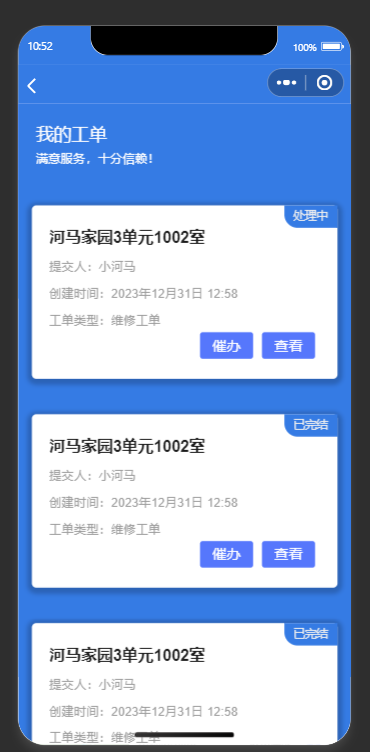 10:52
100%
我的工单
满意服务，十分信赖！
处理中
河马家园3单元1002室
提交人：小河马
创建时间：2023年12月31日 12:58
工单类型：维修工单
催办
查看
已完结
河马家园3单元1002室
提交人：小河马
创建时间：2023年12月31日 12:58
工单类型：维修工单
催办
查看
已完结
河马家园3单元1002室
提交人：小河马
创建时间：2023年12月31日 12:58
工单类型：维修工单